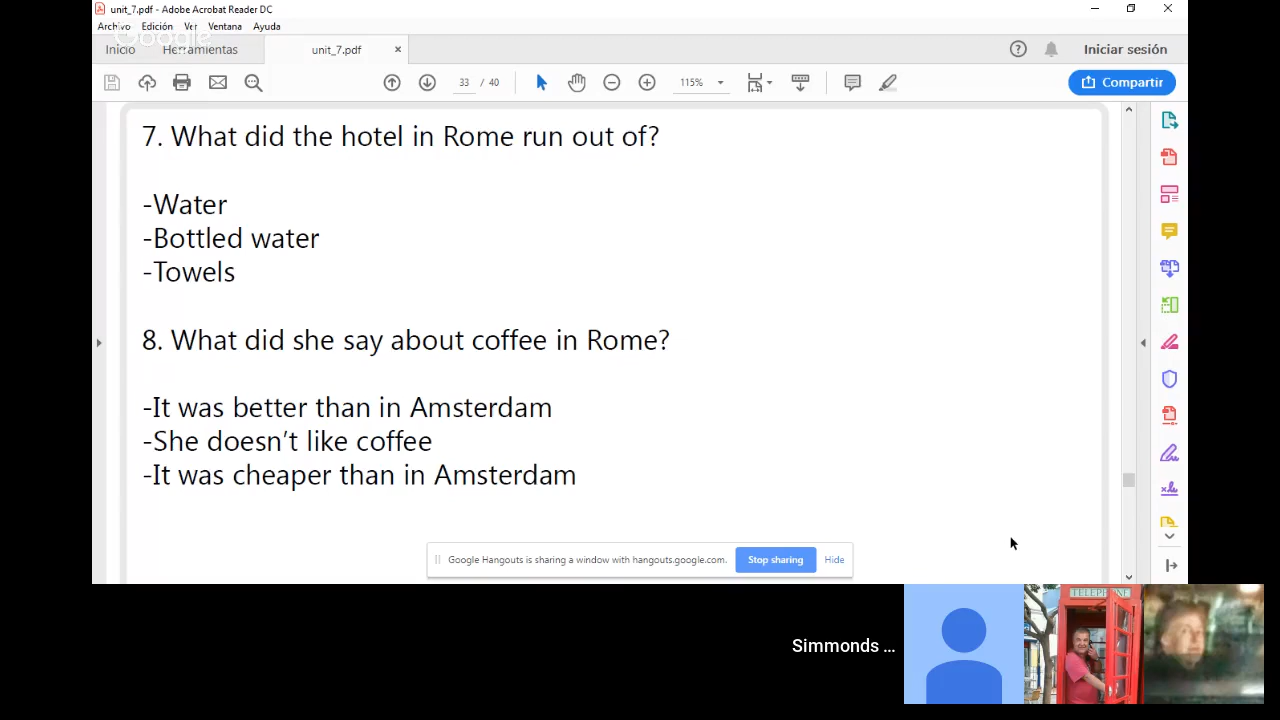 unit_7.pdf - Adobe Acrobat Reader DC
Archivo Edición Ver Ventana Ayuda
Google
Inicio Herramientas unit_7.pdf Iniciar sesión
33 / 40 115% Compartir
7. What did the hotel in Rome run out of?
-Water
-Bottled water
-Towels
8. What did she say about coffee in Rome?
-It was better than in Amsterdam
-She doesn't like coffee
-It was cheaper than in Amsterdam
Google Hangouts is sharing a window with hangouts.google.com. Stop sharing Hide
TELEPHONE
Simmonds ...